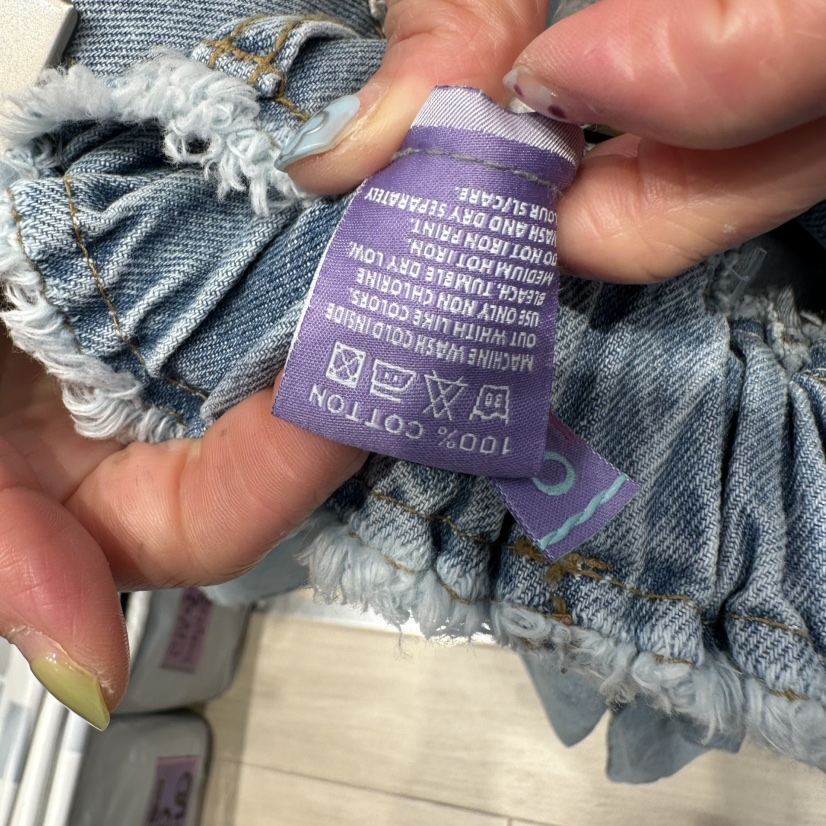 100% COTTON
30
MACHINE WASH COLD INSIDE
OUT WHITH LIKE COLORS.
USE ONLY NON CHLORINE
BLEACH. TUMBLE DRY LOW.
MEDIUM HOT IRON.
DO NOT IRON PRINT.
WASH AND DRY SEPARATELY